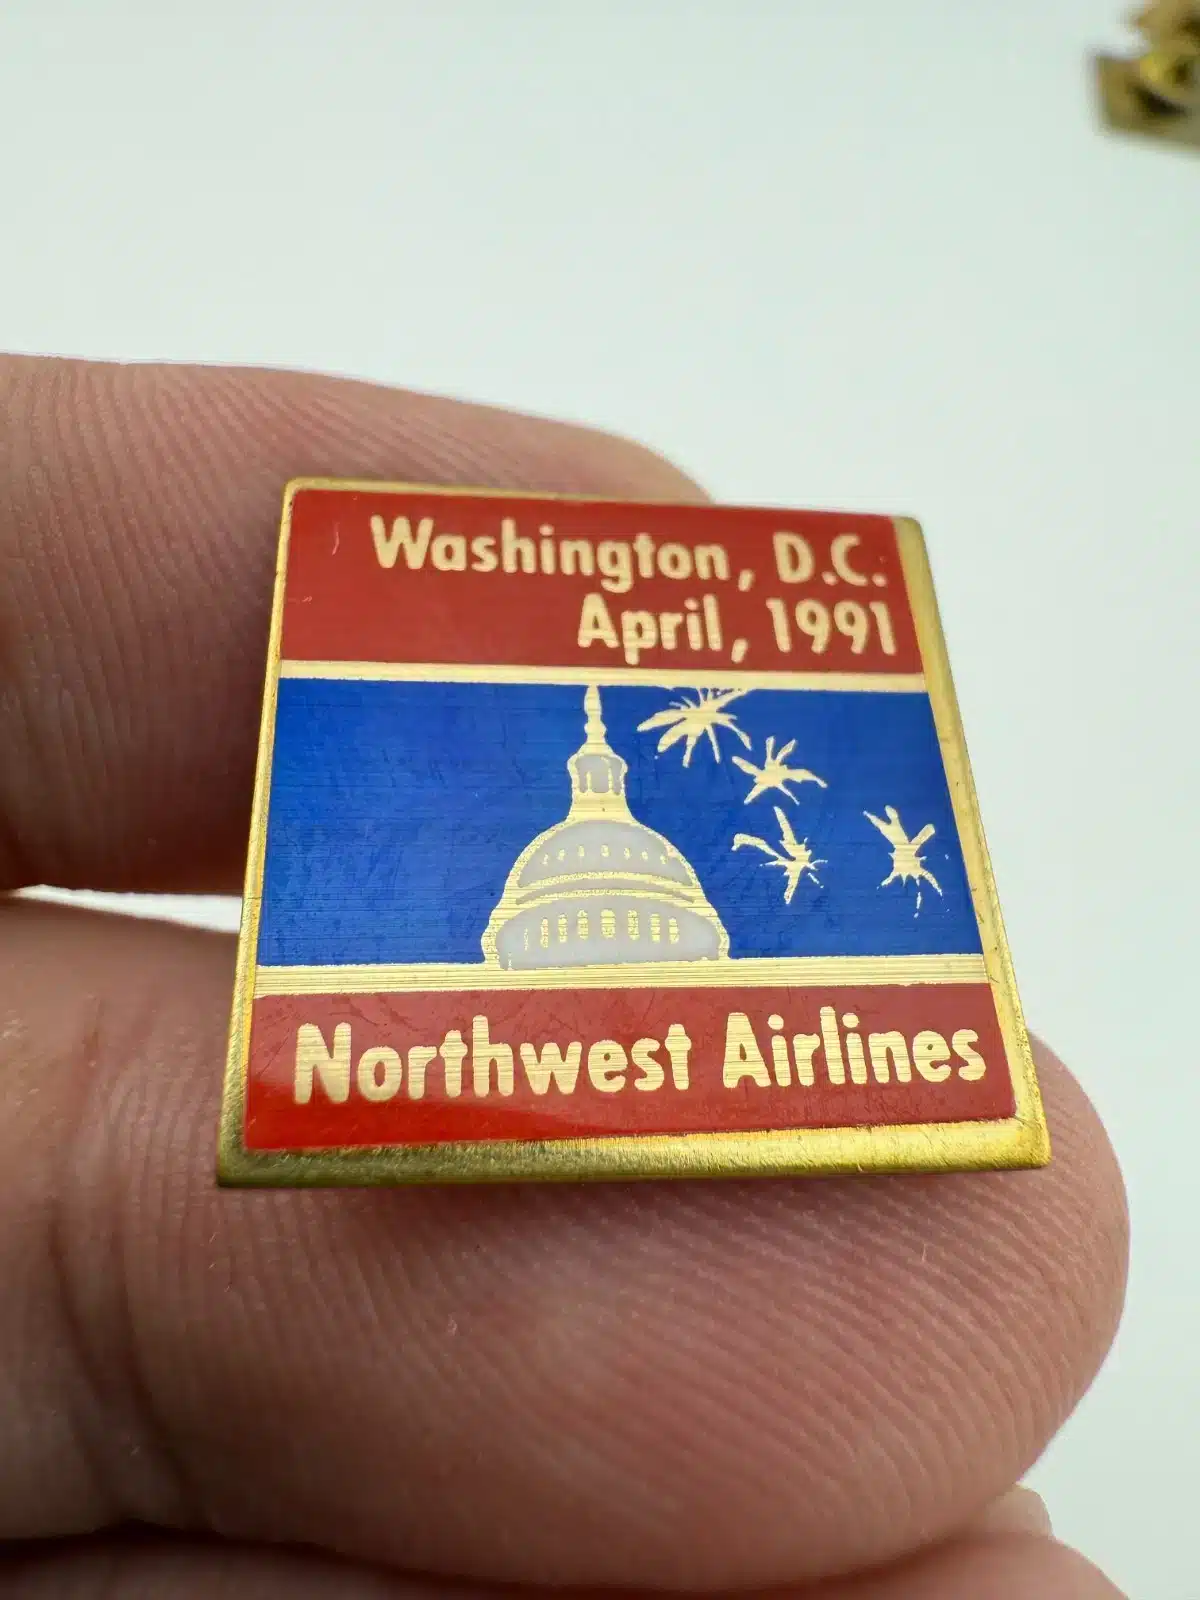 Washington, D.C.
April, 1991
Northwest Airlines